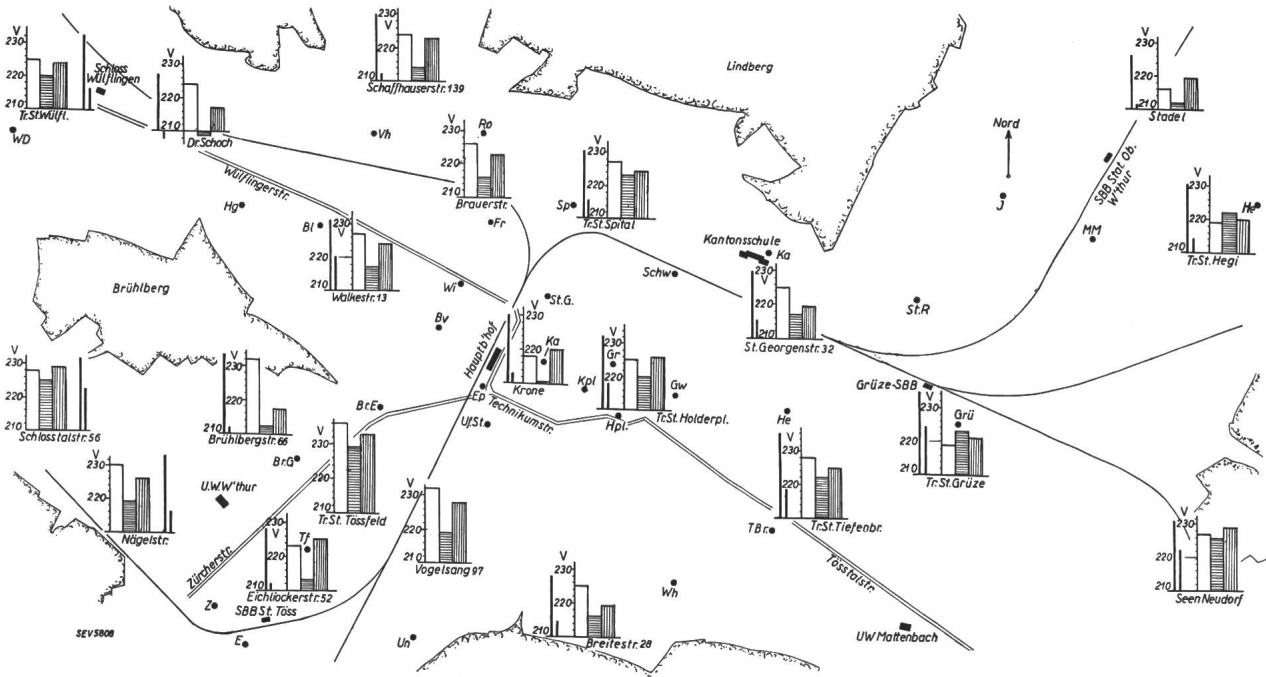 V
230
220
210
Tr.St.Wülfl.
WD
Schloss
Wülflingen
V
220
210
Dr.Schoch
230
V
220
210
Schaffhauserstr.139
Vh
Lindberg
Nord
J
V
230
220
210
Stadel
SBB Stat. Ob.
W'thur
MM
V
230
220
210
Tr.St.Hegi
He
V
230
220
210
Brauerstr.
Ro
Fr
Sp
V
230
220
210
Tr.St.Spital
Wülflingerstr.
Hg
Bl
230
V
220
210
Walkestr.13
Wi
Bv
St.G.
Schw
Kantonsschule
Ka
V
230
220
210
St.Georgenstr.32
St.R
Brühlberg
Hauptb'hof
V
230
220
210
Krone
Ka
Ep
Kpl
V
230
220
210
Gr
Gw
Tr.St.Holderpl.
Hpl.
Technikumstr.
Uf.St.
Grüze-SBB
V
230
220
210
Grü
Tr.St.Grüze
V
230
220
210
Schlosstalstr.56
V
230
220
210
Brühlbergstr.66
Br.E
Br.G
V
230
220
210
Tr.St.Tössfeld
He
V
230
220
210
Tr.St.Tiefenbr.
T.Br.
V
230
220
Nägelstr.
U.W.W'thur
Zürcherstr.
V
230
220
210
Tf
Eichliackerstr.52
V
230
220
210
Vogelsang 97
V
230
220
210
Seen Neudorf
Tösstalstr.
Z
SBB St. Töss
E
Un
V
230
220
210
Breitestr.28
Wh
UW Mattenbach
SEV5808